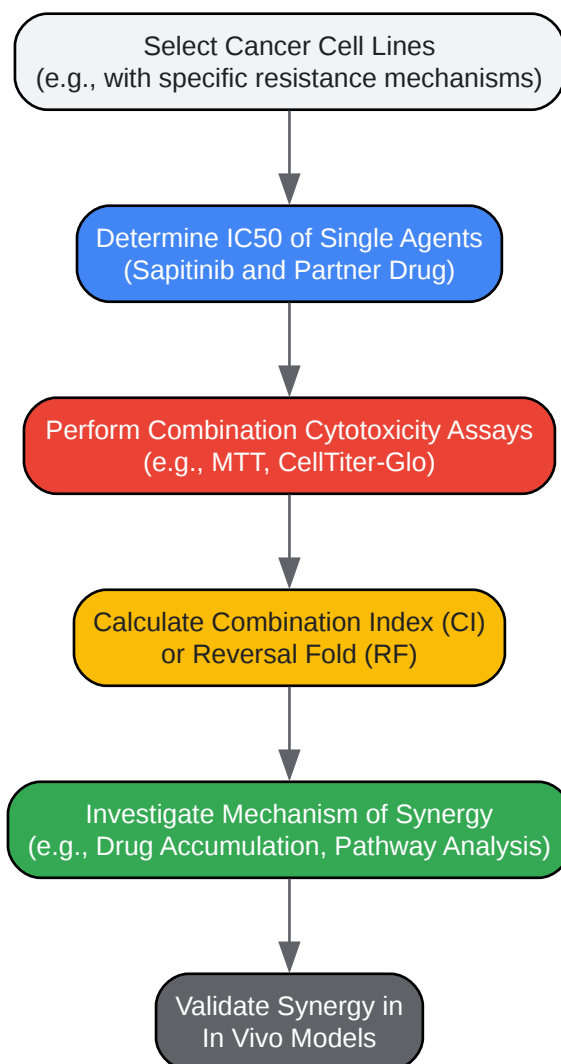 Select Cancer Cell Lines
(e.g., with specific resistance mechanisms)
Determine IC50 of Single Agents
(Sapitinib and Partner Drug)
Perform Combination Cytotoxicity Assays
(e.g., MTT, CellTiter-Glo)
Calculate Combination Index (CI)
or Reversal Fold (RF)
Investigate Mechanism of Synergy
(e.g., Drug Accumulation, Pathway Analysis)
Validate Synergy in
In Vivo Models